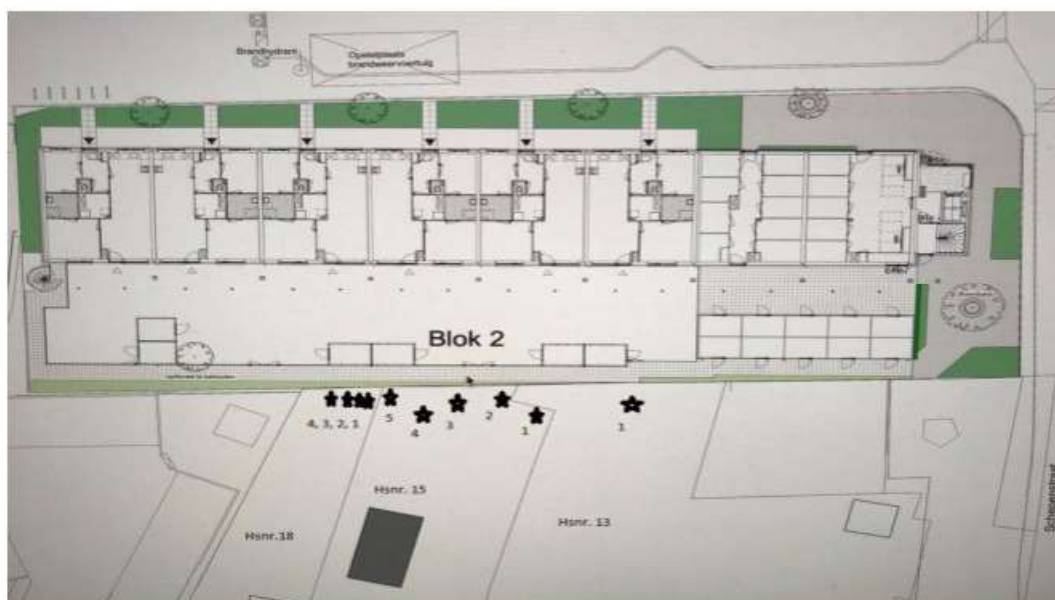 Brandhydrant
Opstelplaats
brandweervoertuig
Blok 2
4, 3, 2, 1
5
4
3
2
1
1
Hsnr. 15
Hsnr. 13
Hsnr.18